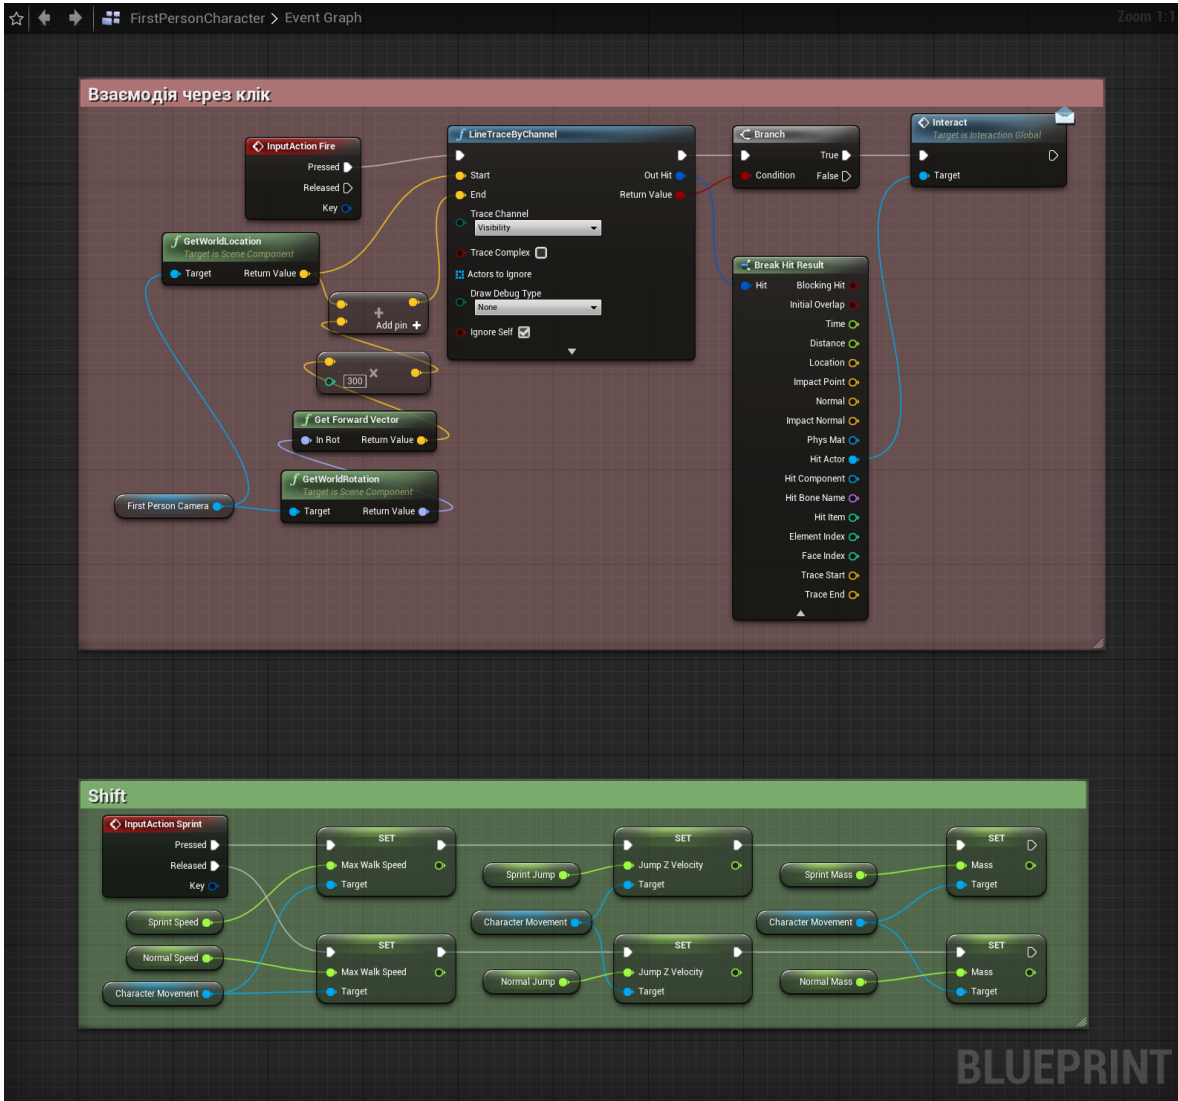 FirstPersonCharacter > Event Graph
Zoom 1:1
Взаємодія через клік
InputAction Fire
Pressed
Released
Key
GetWorldLocation
Target is Scene Component
Target Return Value
Add pin
300
Get Forward Vector
In Rot Return Value
GetWorldRotation
Target is Scene Component
Target Return Value
First Person Camera
LineTraceByChannel
Start Out Hit
End Return Value
Trace Channel
Visibility
Trace Complex
Actors to Ignore
Draw Debug Type
None
Ignore Self
Branch
True
Condition False
Interact
Target is Interaction Global
Target
Break Hit Result
Hit Blocking Hit
Initial Overlap
Time
Distance
Location
Impact Point
Normal
Impact Normal
Phys Mat
Hit Actor
Hit Component
Hit Bone Name
Hit Item
Element Index
Face Index
Trace Start
Trace End
Shift
InputAction Sprint
Pressed
Released
Key
Sprint Speed
Normal Speed
Character Movement
SET
Max Walk Speed
Target
SET
Max Walk Speed
Target
Sprint Jump
Character Movement
Normal Jump
SET
Jump Z Velocity
Target
SET
Jump Z Velocity
Target
Sprint Mass
Character Movement
Normal Mass
SET
Mass
Target
SET
Mass
Target
BLUEPRINT